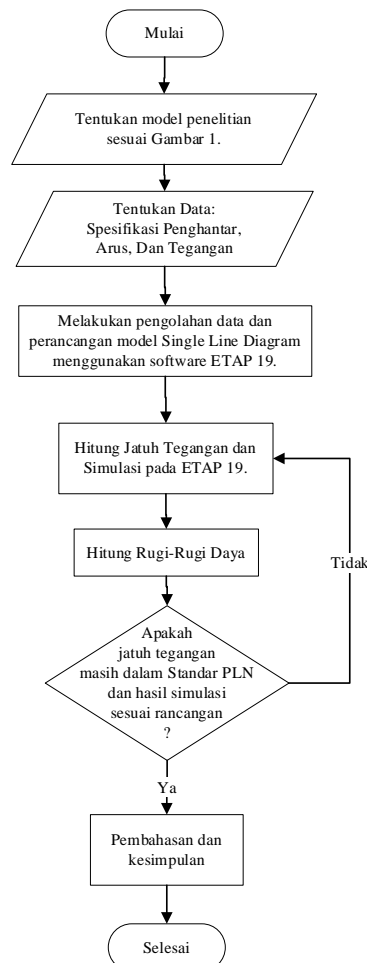 Mulai
Tentukan model penelitian
sesuai Gambar 1.
Tentukan Data:
Spesifikasi Penghantar,
Arus, Dan Tegangan
Melakukan pengolahan data dan
perancangan model Single Line Diagram
menggunakan software ETAP 19.
Hitung Jatuh Tegangan dan
Simulasi pada ETAP 19.
Hitung Rugi-Rugi Daya
Tidak
Apakah
jatuh tegangan
masih dalam Standar PLN
dan hasil simulasi
sesuai rancangan
?
Ya
Pembahasan dan
kesimpulan
Selesai